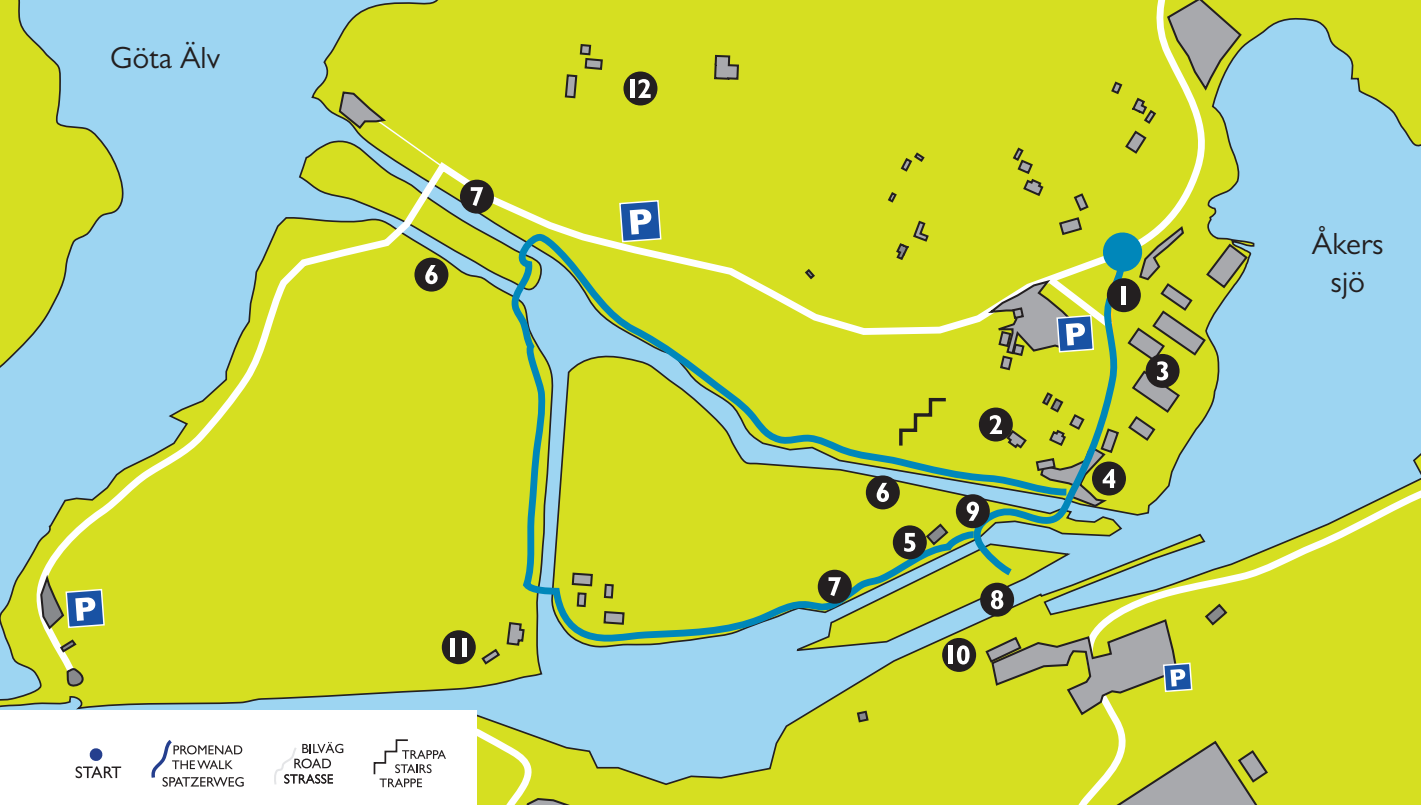 Göta Älv
12
7
P
6
Åkers
sjö
1
P
3
2
4
6
9
5
7
8
P
11
10
P
START
PROMENAD
THE WALK
SPATZERWEG
BILVÄG
ROAD
STRASSE
TRAPPA
STAIRS
TRAPPE